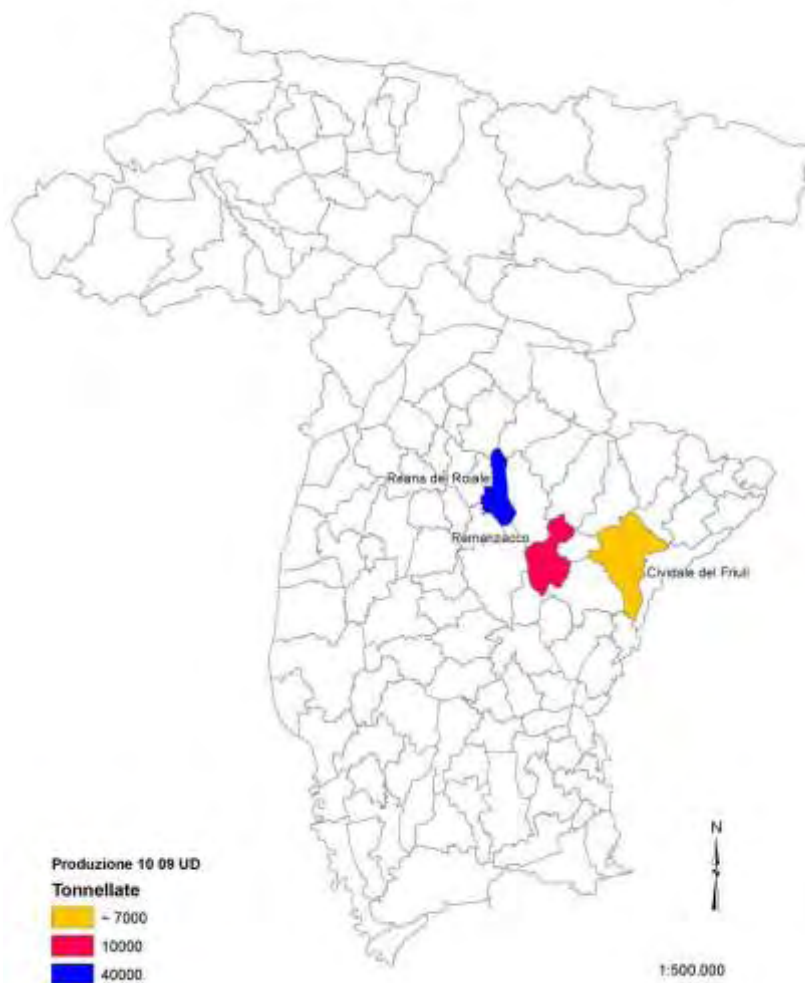 Reana del Roiale
Remanzacco
Cividale del Friuli
N
Produzione 10 09 UD
Tonnellate
~ 7000
10000
40000
1:500.000